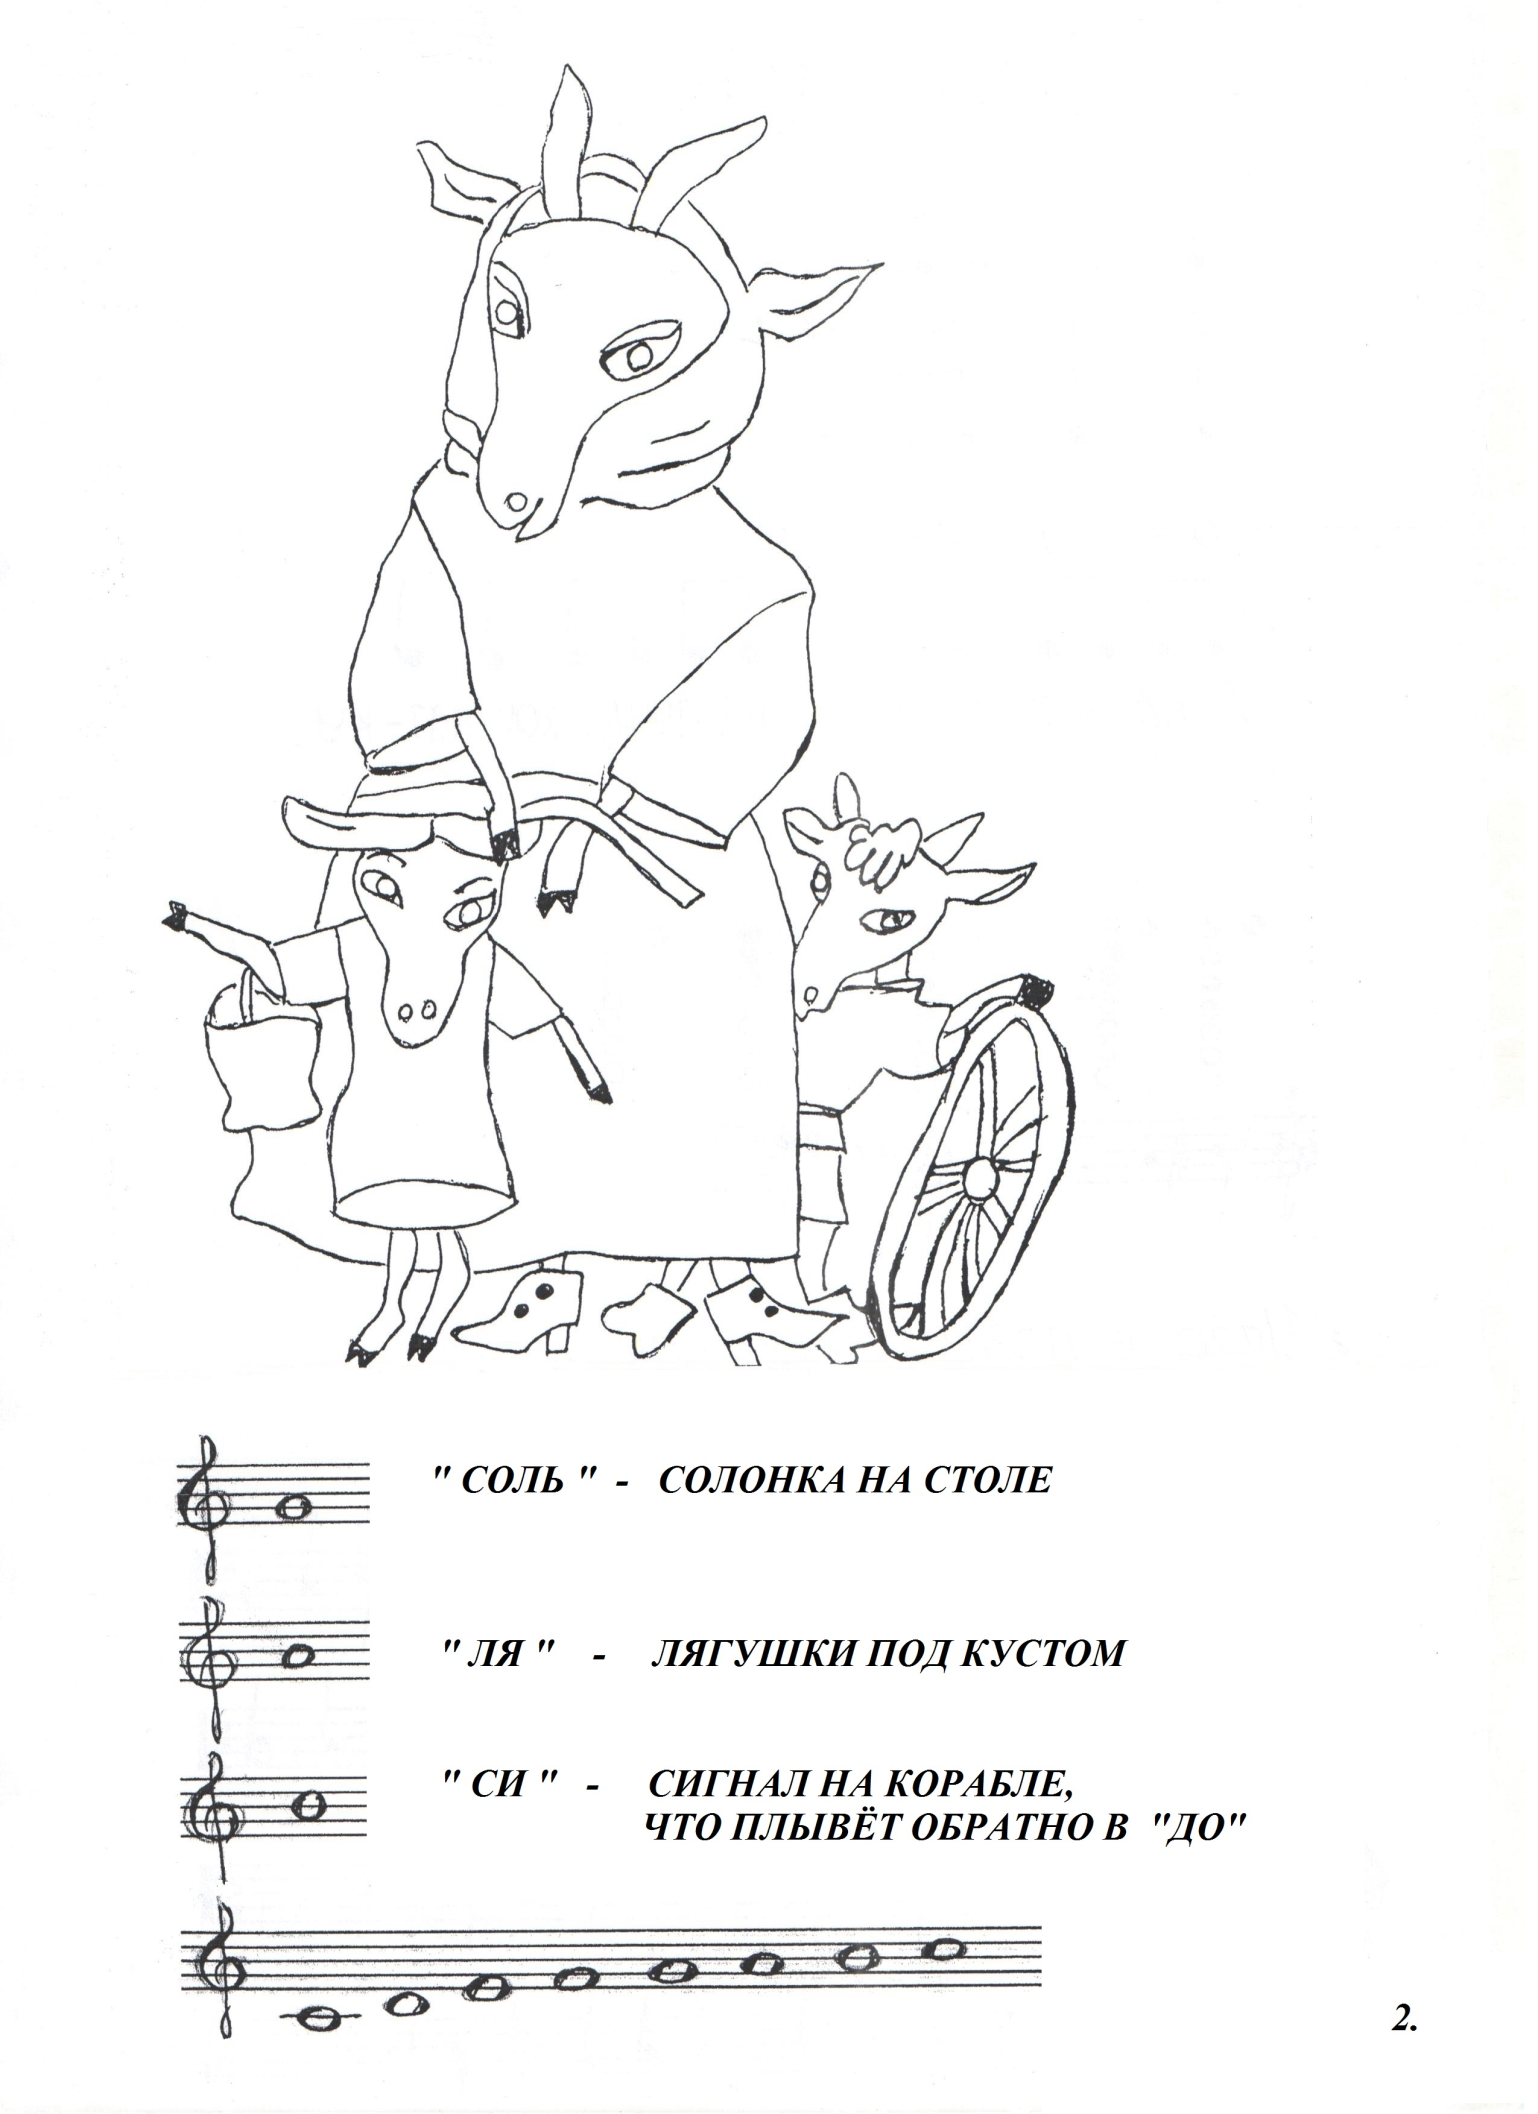 " СОЛЬ " - СОЛОНКА НА СТОЛЕ
" ЛЯ " - ЛЯГУШКИ ПОД КУСТОМ
" СИ " - СИГНАЛ НА КОРАБЛЕ,
ЧТО ПЛЫВЁТ ОБРАТНО В "ДО"
2.